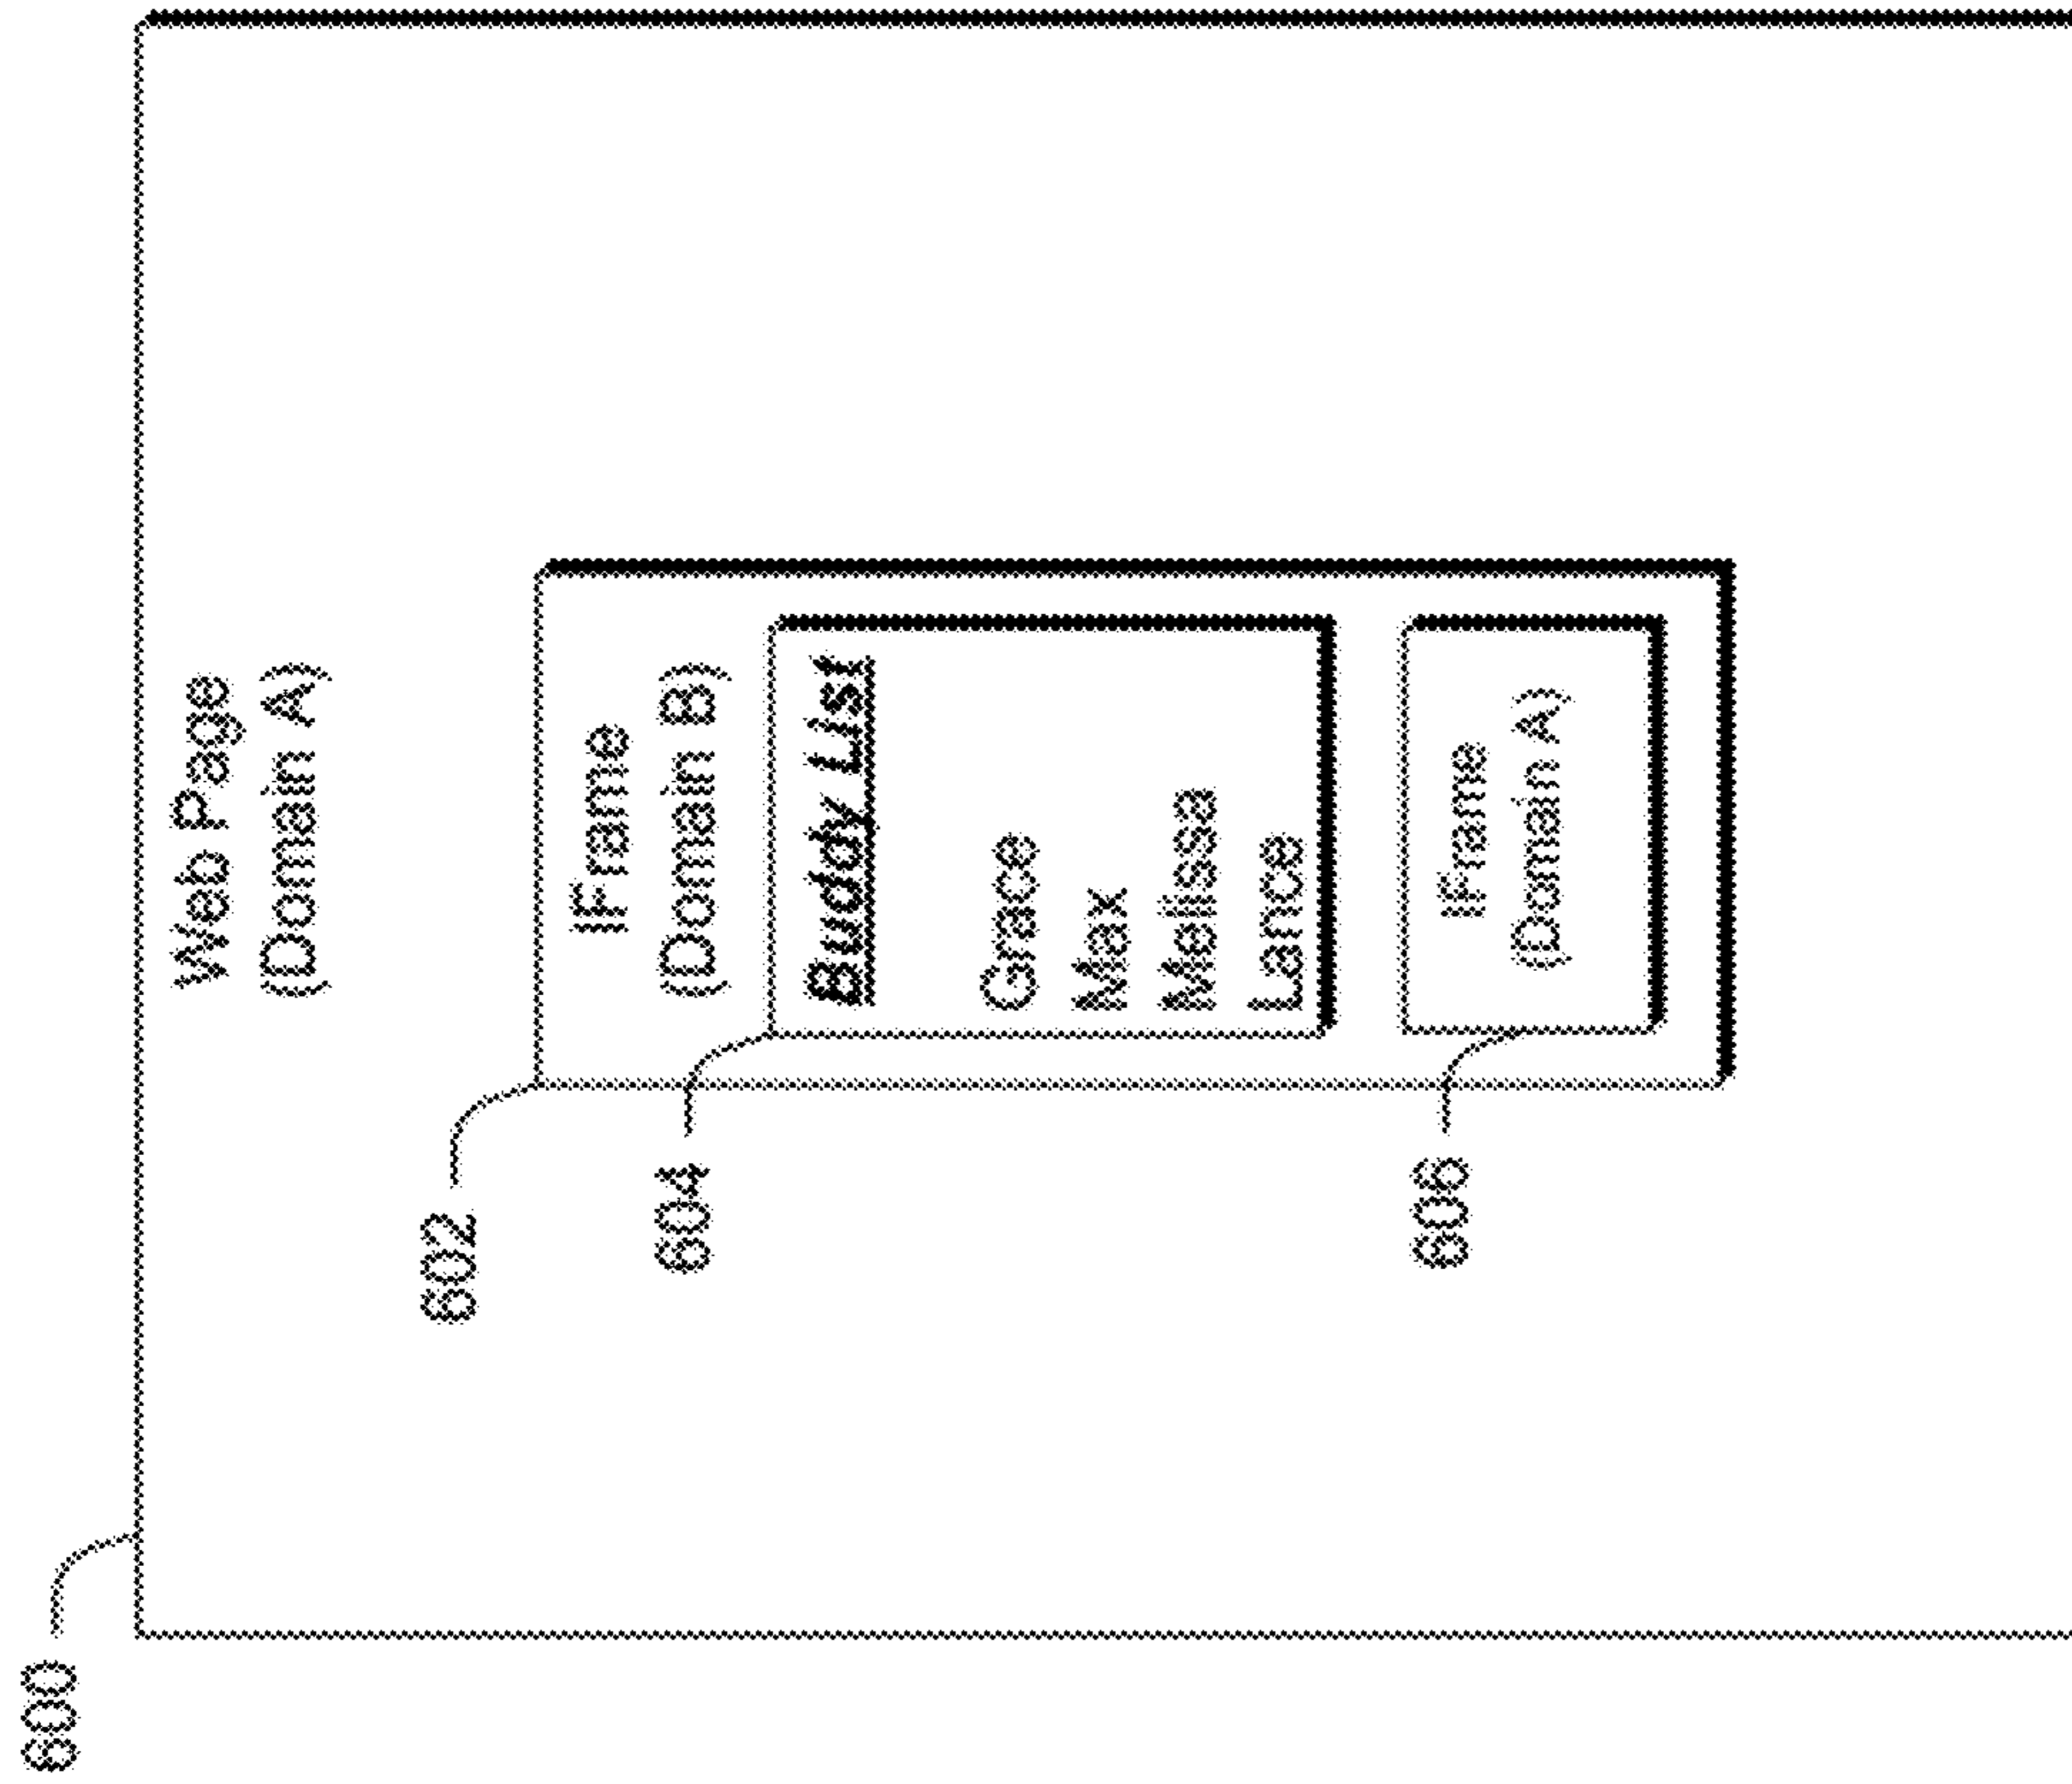 600
Web Page
(Domain A)
602
IFrame
(Domain B)
604
Buddy List
Grace
Max
Melissa
Lance
606
IFrame
(Domain A)